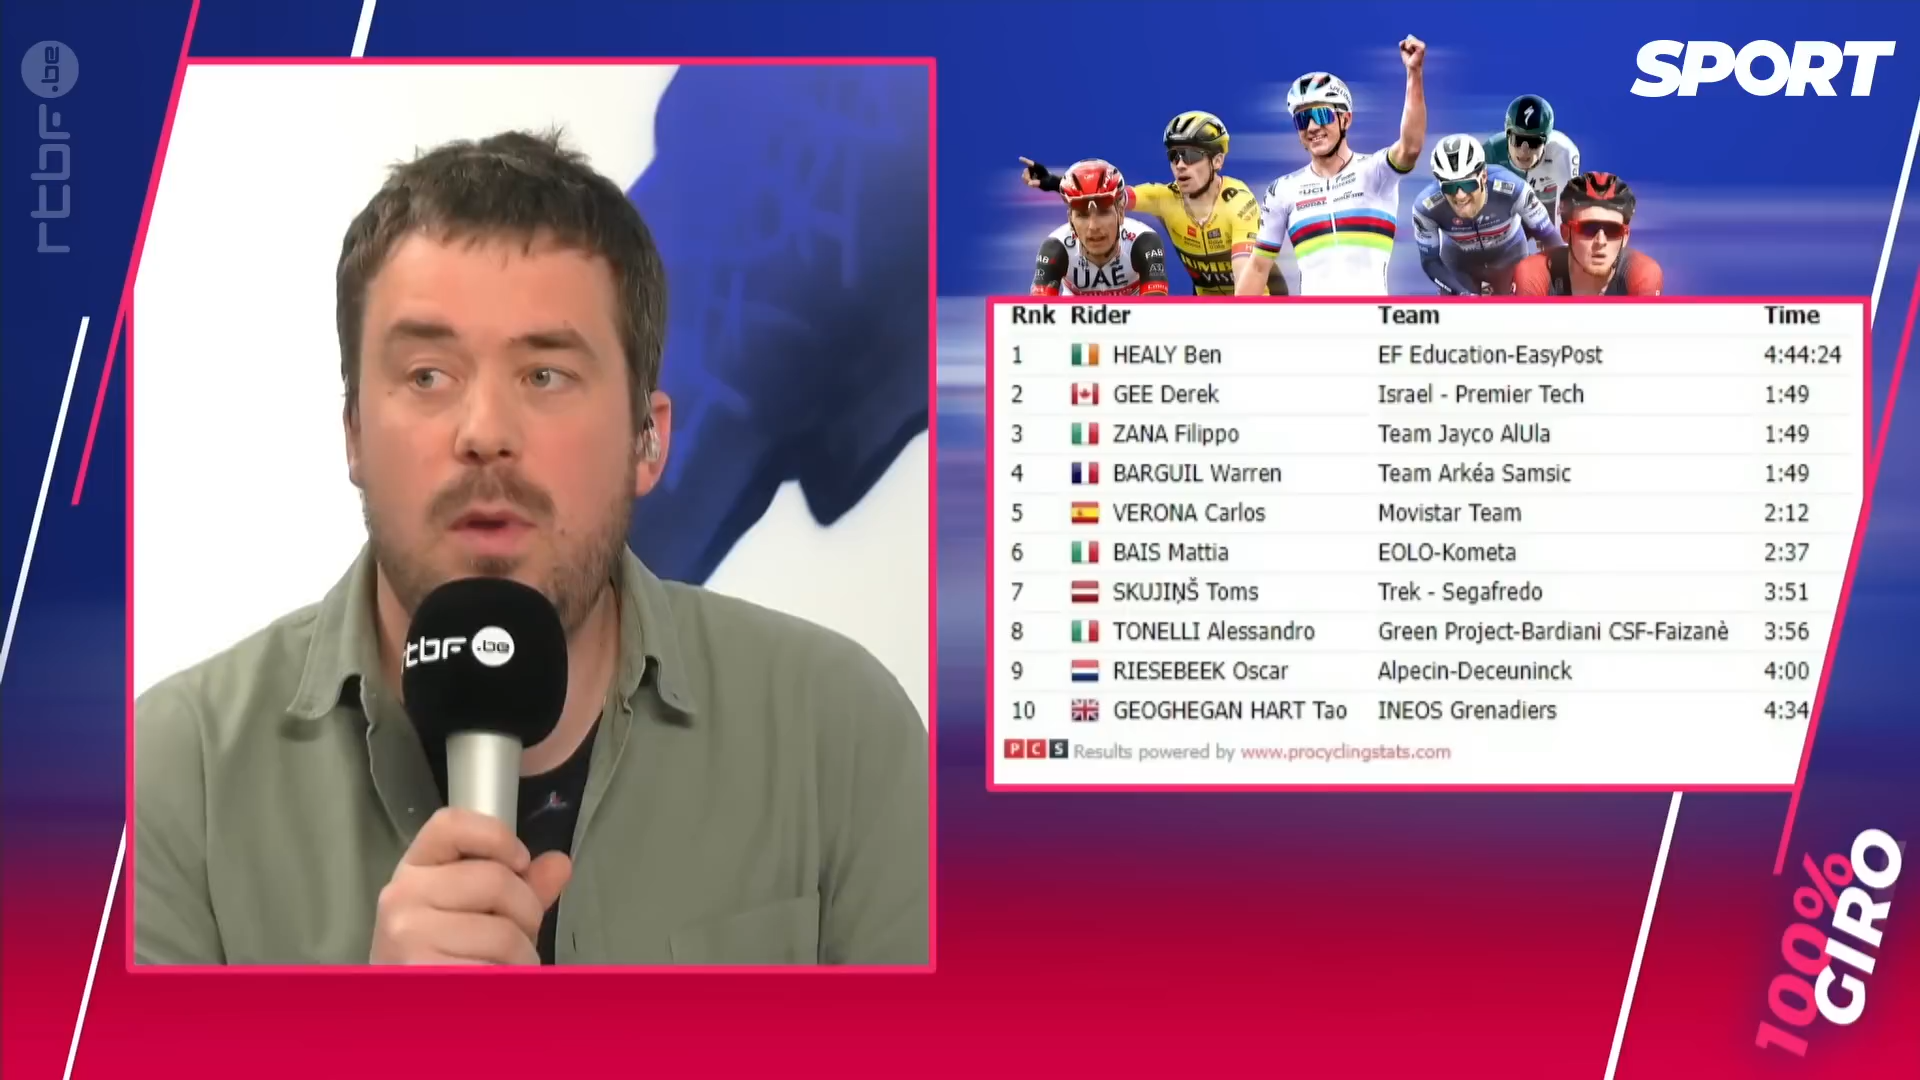 rtbf.be
SPORT
UAE
rtbf.be
Rnk Rider Team Time
1 HEALY Ben EF Education-EasyPost 4:44:24
2 GEE Derek Israel - Premier Tech 1:49
3 ZANA Filippo Team Jayco AlUla 1:49
4 BARGUIL Warren Team Arkéa Samsic 1:49
5 VERONA Carlos Movistar Team 2:12
6 BAIS Mattia EOLO-Kometa 2:37
7 SKUJIŅŠ Toms Trek - Segafredo 3:51
8 TONELLI Alessandro Green Project-Bardiani CSF-Faizanè 3:56
9 RIESEBEEK Oscar Alpecin-Deceuninck 4:00
10 GEOGHEGAN HART Tao INEOS Grenadiers 4:34
PCS Results powered by www.procyclingstats.com
100%
GIRO